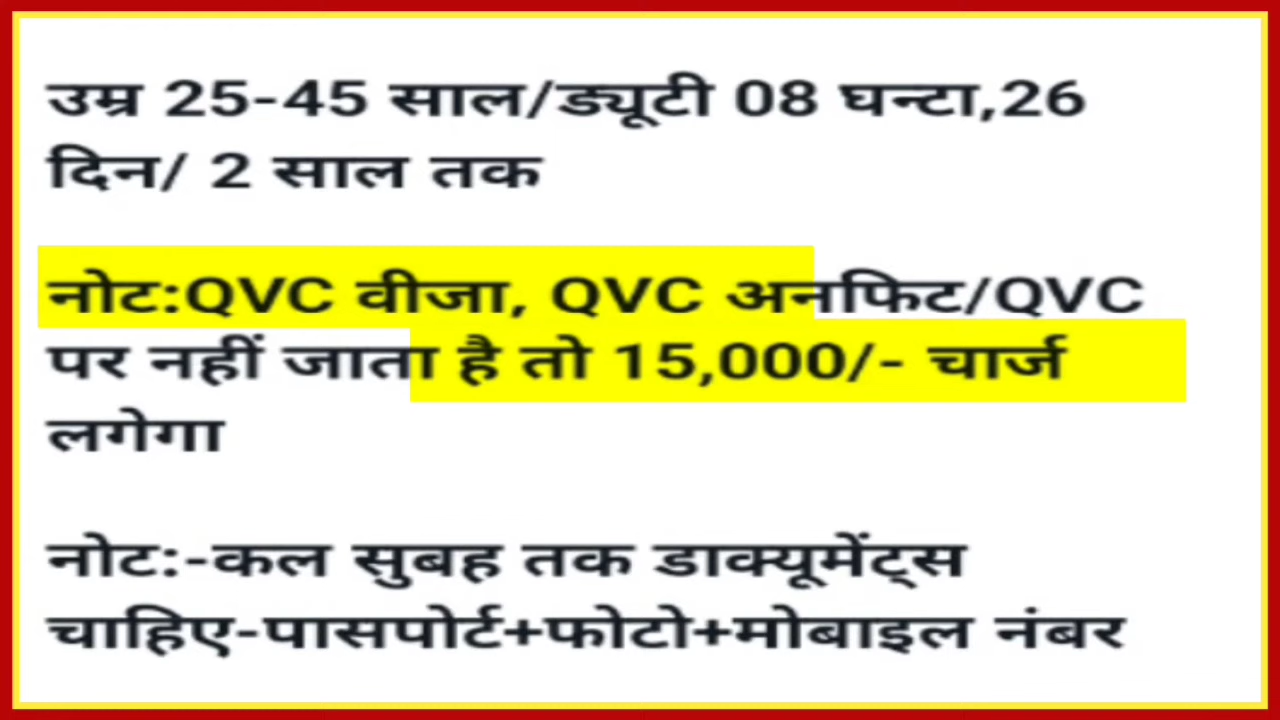 उम्र 25-45 साल/ड्यूटी 08 घन्टा,26
दिन/ 2 साल तक
नोट:QVC वीजा, QVC अनफिट/QVC
पर नहीं जाता है तो 15,000/- चार्ज
लगेगा
नोट:-कल सुबह तक डाक्यूमेंट्स
चाहिए-पासपोर्ट+फोटो+मोबाइल नंबर